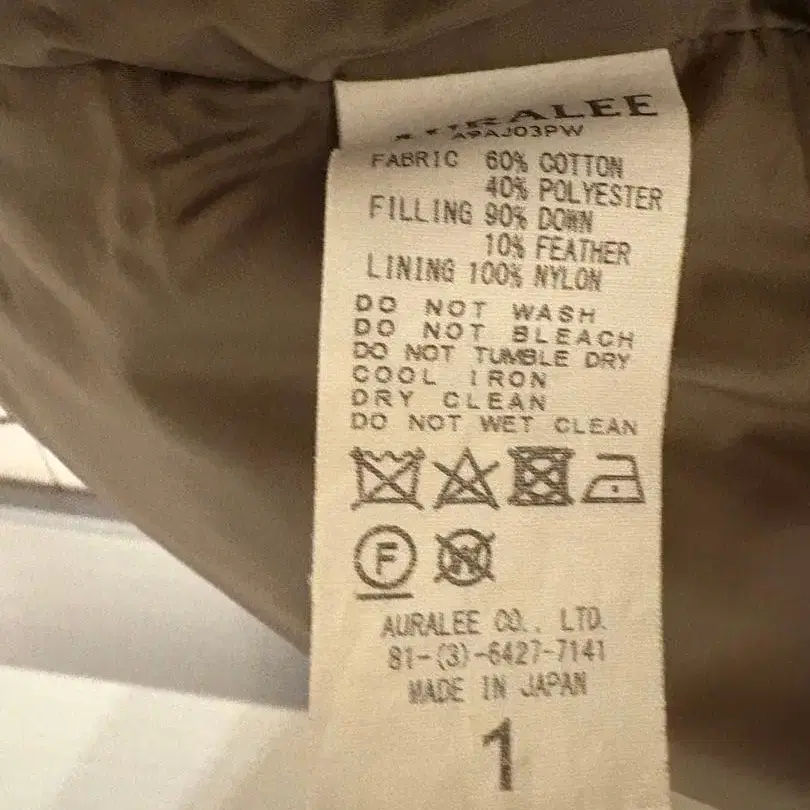 AURALEE
A9AJ03PW
FABRIC 60% COTTON
40% POLYESTER
FILLING 90% DOWN
10% FEATHER
LINING 100% NYLON
DO NOT WASH
DO NOT BLEACH
DO NOT TUMBLE DRY
COOL IRON
DRY CLEAN
DO NOT WET CLEAN
F W
AURALEE CO., LTD.
81-(3)-6427-7141
MADE IN JAPAN
1